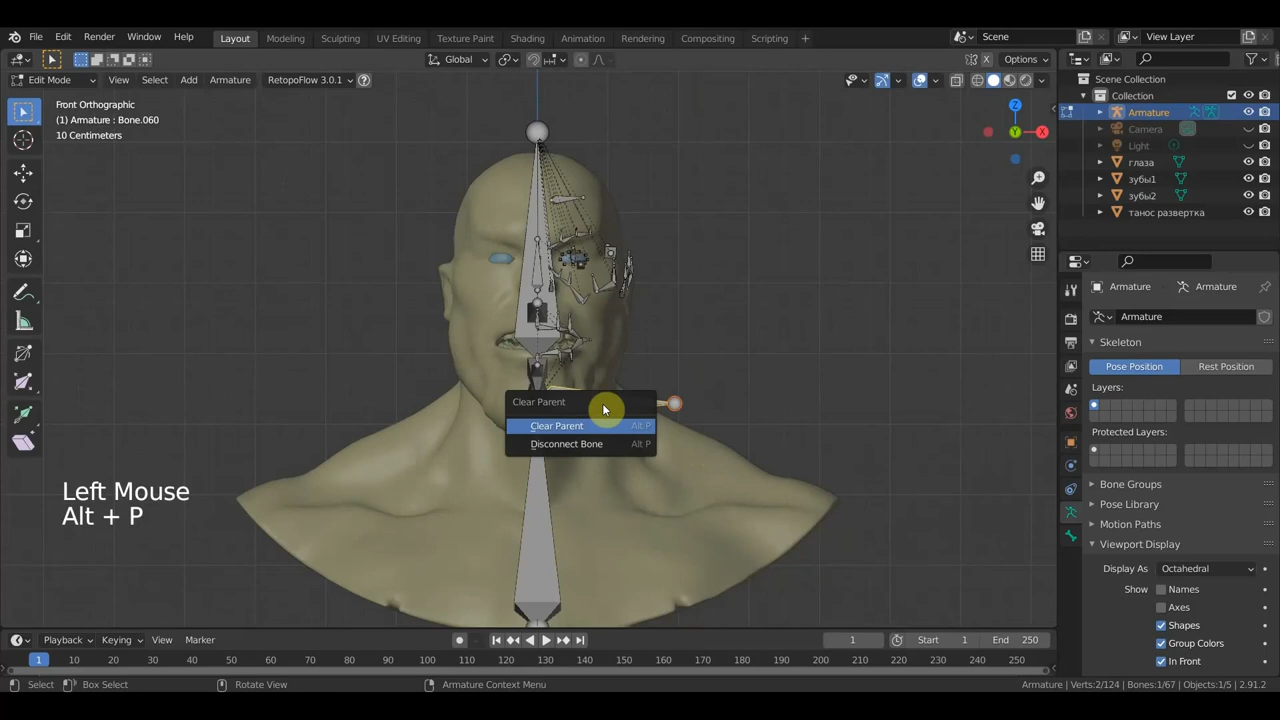 File Edit Render Window Help Layout Modeling Sculpting UV Editing Texture Paint Shading Animation Rendering Compositing Scripting + Scene View Layer
Global Options
Edit Mode View Select Add Armature RetopoFlow 3.0.1
Front Orthographic
(1) Armature : Bone.060
10 Centimeters
Z
Y
X
Scene Collection
Collection
Armature
Camera
Light
глаза
зубы1
зубы2
танос развертка
Armature Armature
Armature
Skeleton
Pose Position Rest Position
Layers:
Protected Layers:
Bone Groups
Pose Library
Motion Paths
Viewport Display
Display As Octahedral
Show Names
Axes
Shapes
Group Colors
In Front
Clear Parent
Clear Parent Alt P
Disconnect Bone Alt P
Left Mouse
Alt + P
Playback Keying View Marker 1 Start 1 End 250
1 10 20 30 40 50 60 70 80 90 100 110 120 130 140 150 160 170 180 190 200 210 220 230 240 250
Select Box Select Rotate View Armature Context Menu Armature | Verts:2/124 | Bones:1/67 | Objects:1/5 | 2.91.2